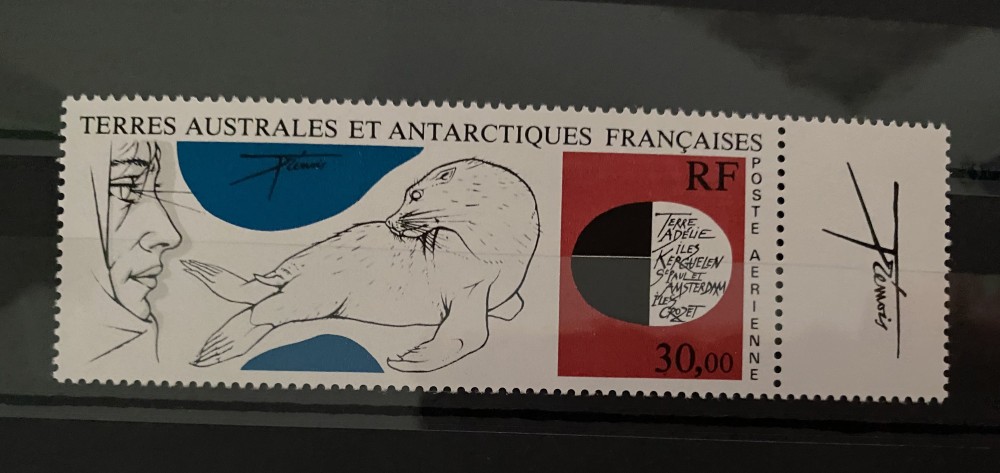 TERRES AUSTRALES ET ANTARCTIQUES FRANÇAISES
RF
TERRE
ADÉLIE
ILES
KERGUELEN
St PAUL ET
AMSTERDAM
ILES
CROZET
30,00
POSTE AERIENNE